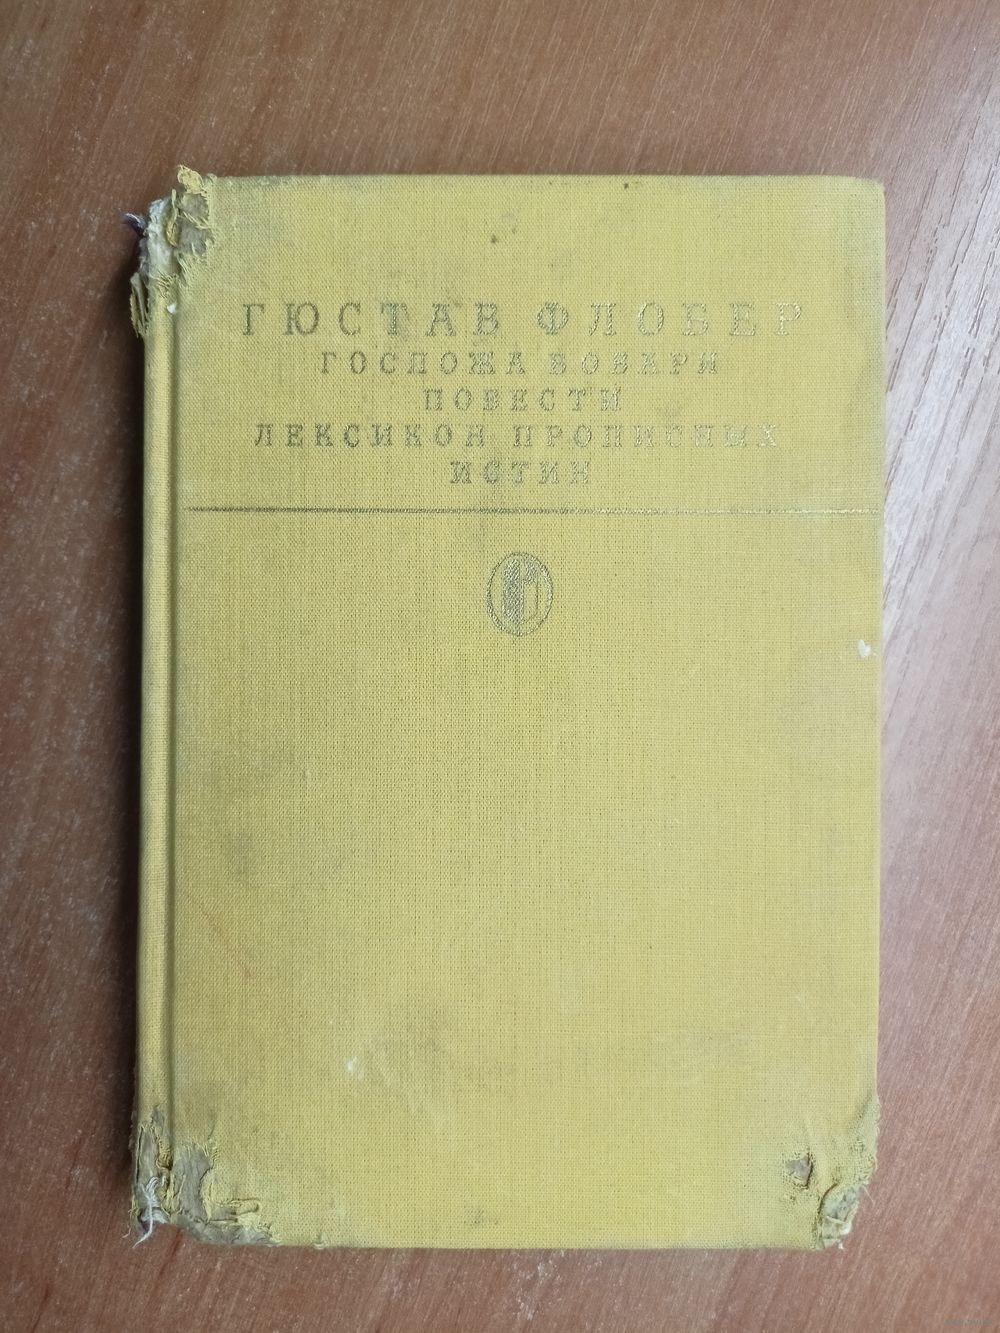 ГЮСТАВ ФЛОБЕР
ГОСПОЖА БОВАРИ
ПОВЕСТИ
ЛЕКСИКОН ПРОПИСНЫХ
ИСТИН